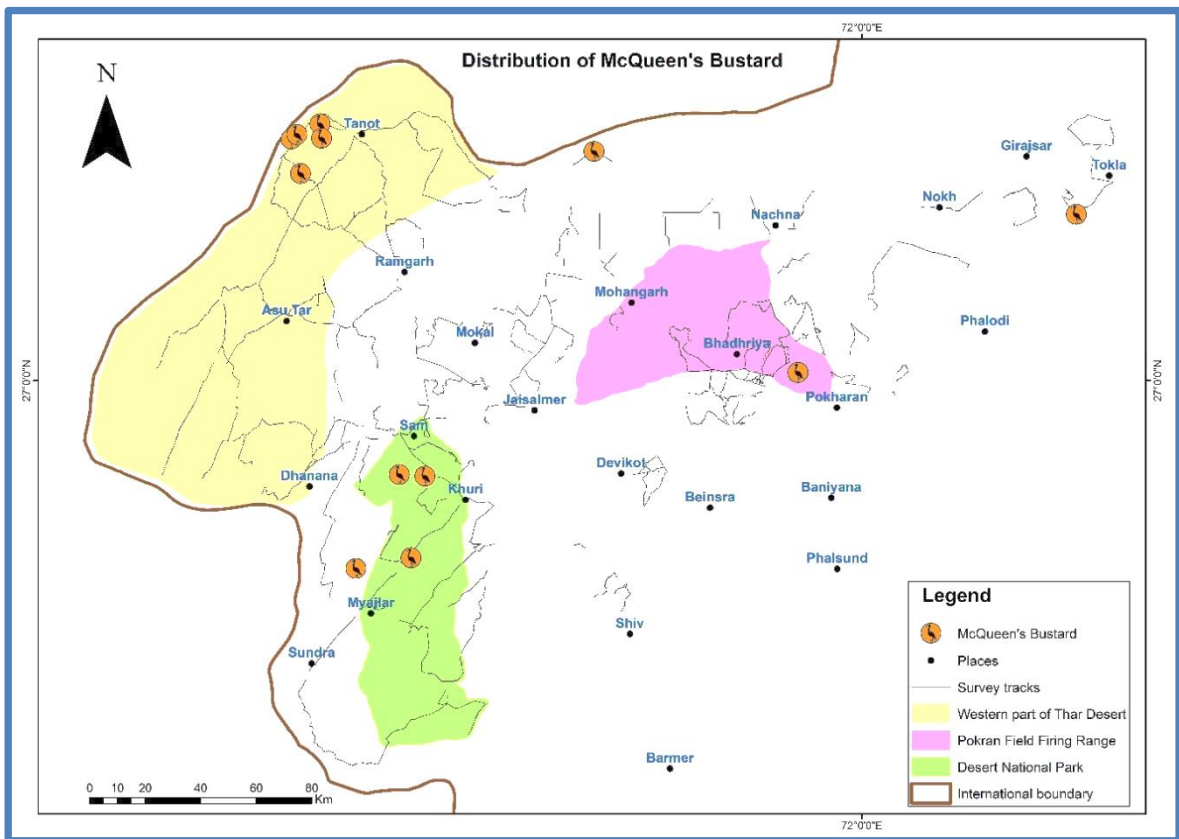 72°0'0"E
Distribution of McQueen's Bustard
N
Tanot
Girajsar
Tokla
Nokh
Nachna
Ramgarh
Mohangarh
Asu Tar
Phalodi
Mokal
Bhadhriya
27°0'0"N
27°0'0"N
Jaisalmer
Pokharan
Sam
Devikot
Dhanana
Khuri
Baniyana
Beinsra
Phalsund
Myajlar
Shiv
Sundra
Barmer
Legend
McQueen's Bustard
Places
Survey tracks
Western part of Thar Desert
Pokran Field Firing Range
Desert National Park
International boundary
0 10 20 40 60 80
Km
72°0'0"E